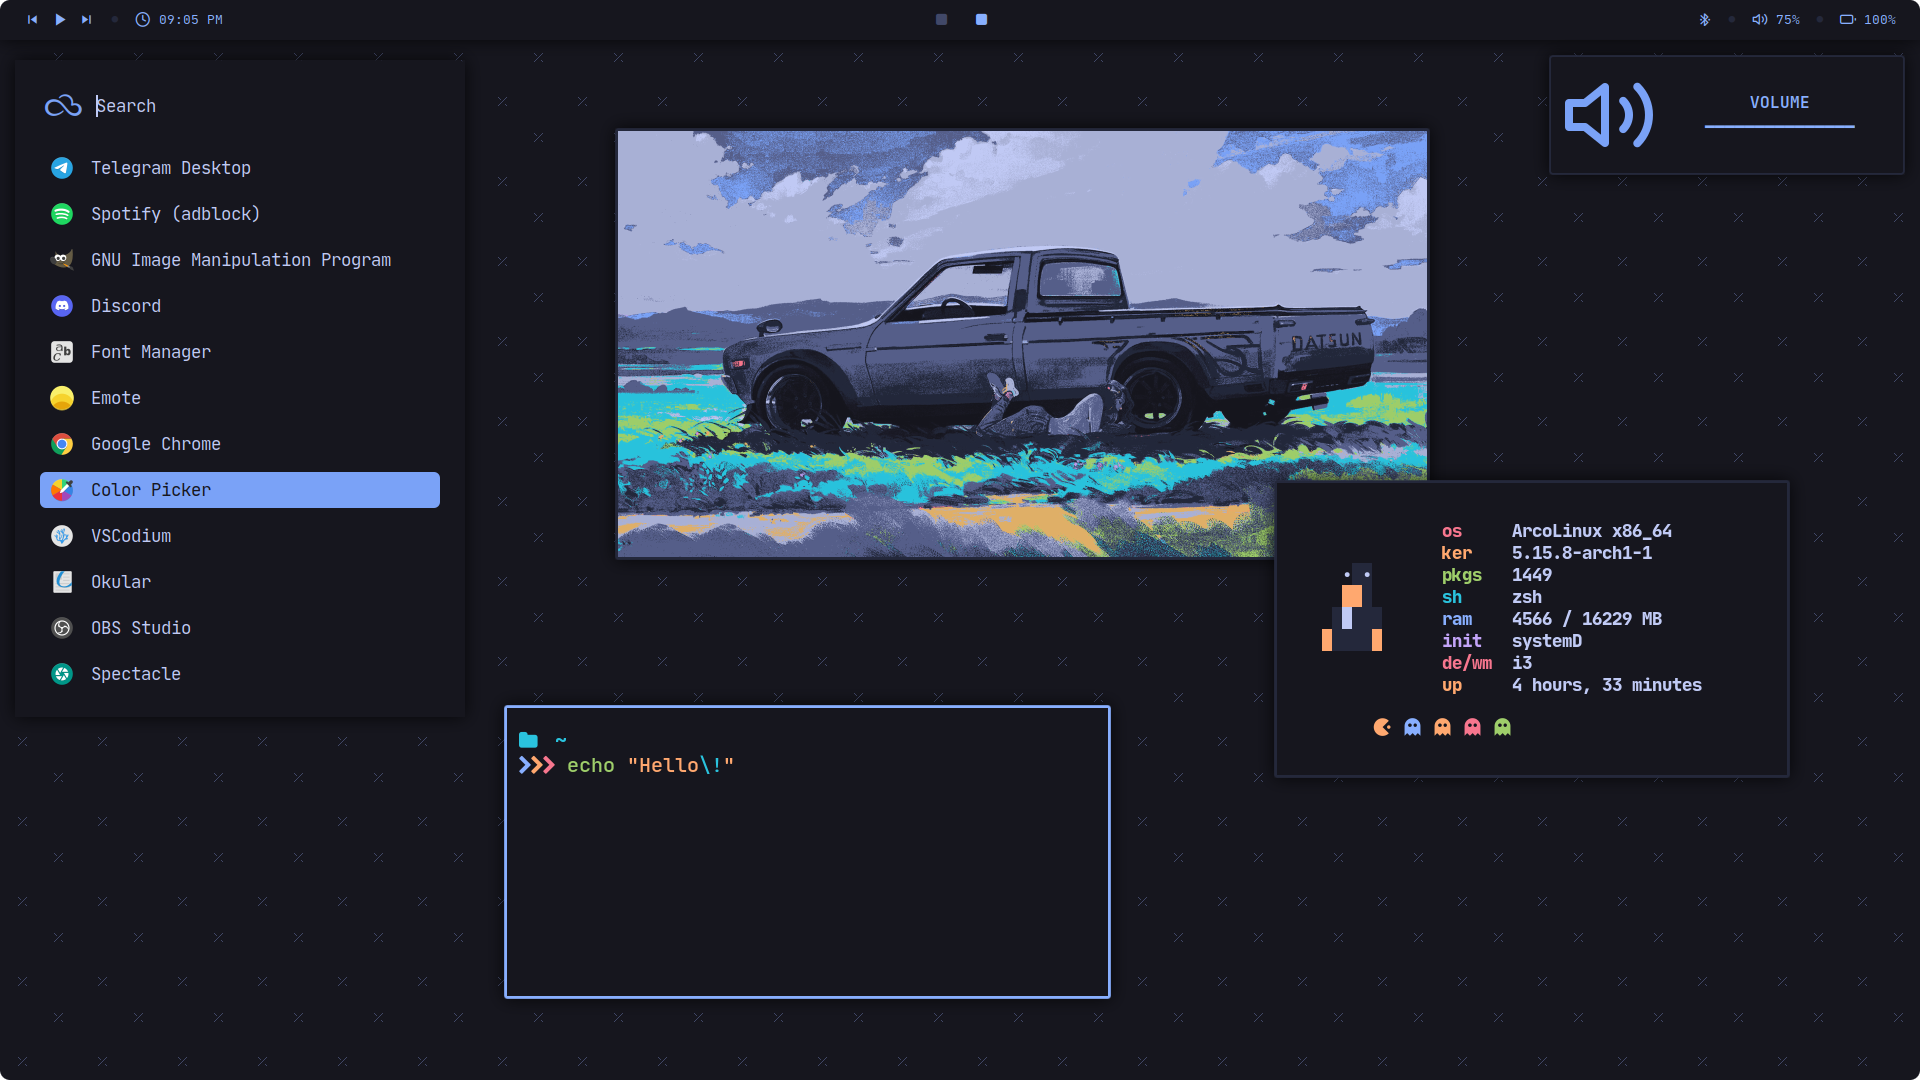 09:05 PM
75%
100%
Search
Telegram Desktop
Spotify (adblock)
GNU Image Manipulation Program
Discord
Font Manager
Emote
Google Chrome
Color Picker
VSCodium
Okular
OBS Studio
Spectacle
VOLUME
DATSUN
os ArcoLinux x86_64
ker 5.15.8-arch1-1
pkgs 1449
sh zsh
ram 4566 / 16229 MB
init systemD
de/wm i3
up 4 hours, 33 minutes
~
echo "Hello\!"